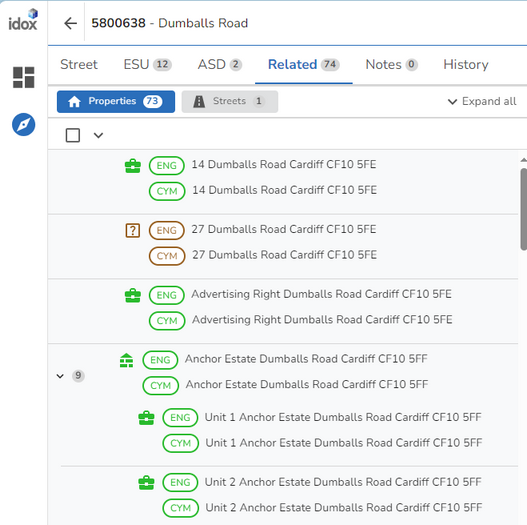 idox
5800638 - Dumballs Road
Street ESU 12 ASD 2 Related 74 Notes 0 History
Properties 73 Streets 1 Expand all
ENG 14 Dumballs Road Cardiff CF10 5FE
CYM 14 Dumballs Road Cardiff CF10 5FE
? ENG 27 Dumballs Road Cardiff CF10 5FE
CYM 27 Dumballs Road Cardiff CF10 5FE
ENG Advertising Right Dumballs Road Cardiff CF10 5FE
CYM Advertising Right Dumballs Road Cardiff CF10 5FE
9 ENG Anchor Estate Dumballs Road Cardiff CF10 5FF
CYM Anchor Estate Dumballs Road Cardiff CF10 5FF
ENG Unit 1 Anchor Estate Dumballs Road Cardiff CF10 5FF
CYM Unit 1 Anchor Estate Dumballs Road Cardiff CF10 5FF
ENG Unit 2 Anchor Estate Dumballs Road Cardiff CF10 5FF
CYM Unit 2 Anchor Estate Dumballs Road Cardiff CF10 5FF